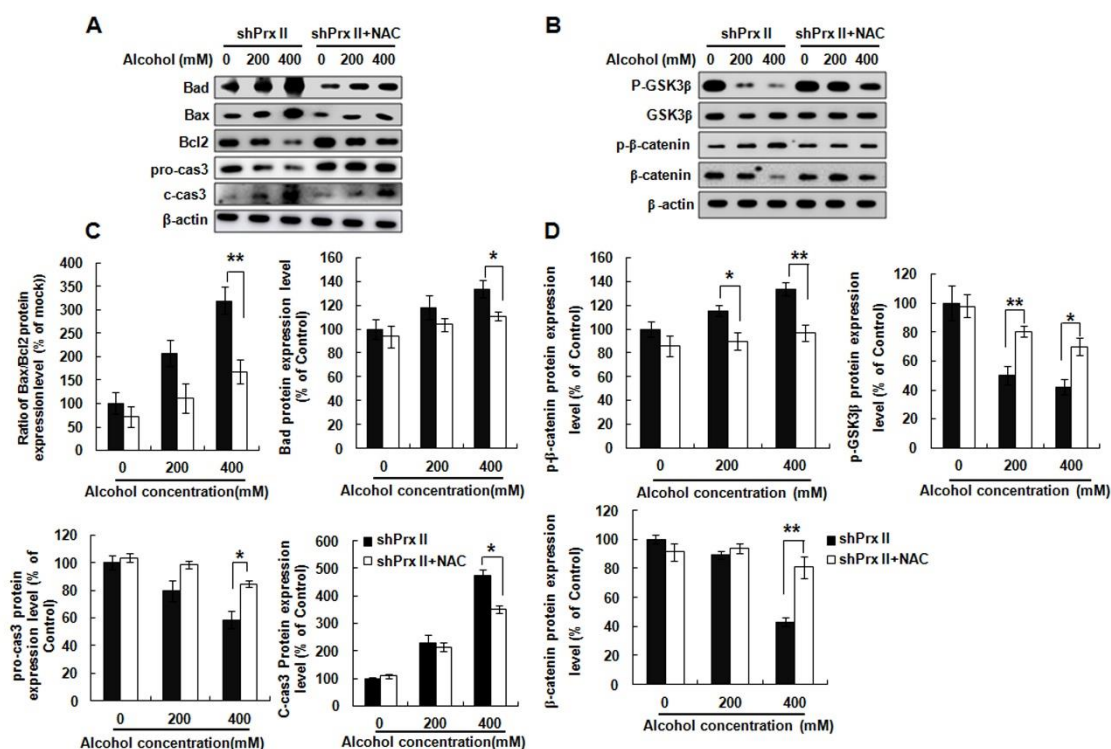 A
shPrx II shPrx II+NAC
Alcohol (mM) 0 200 400 0 200 400
Bad
Bax
Bcl2
pro-cas3
c-cas3
β-actin
B
shPrx II shPrx II+NAC
Alcohol (mM) 0 200 400 0 200 400
P-GSK3β
GSK3β
p-β-catenin
β-catenin
β-actin
C
Ratio of Bax/Bcl2protein
expressionlevel(% of mock)
400
350
300
250
200
150
100
50
0
**
0 200 400
Alcohol concentration(mM)
Bad protein expression level
(% of Control)
160
140
120
100
80
60
40
20
0
*
0 200 400
Alcohol concentration(mM)
pro-cas3 protein
expression level (% of
Control)
120
100
80
60
40
20
0
*
0 200 400
Alcohol concentration(mM)
C-cas3 Protein expression
level (% of Control)
600
500
400
300
200
100
0
shPrx II
shPrx II+NAC
*
0 200 400
Alcohol concentration(mM)
D
p-β-catenin protein expression
level (% of Control)
160
140
120
100
80
60
40
20
0
*
**
0 200 400
Alcohol concentration (mM)
p-GSK3β protein expression
level (% of Control)
120
100
80
60
40
20
0
**
*
0 200 400
Alcohol concentration (mM)
β-catenin protein expression
level (% of Control)
120
100
80
60
40
20
0
**
shPrx II
shPrx II+NAC
0 200 400
Alcohol concentration (mM)